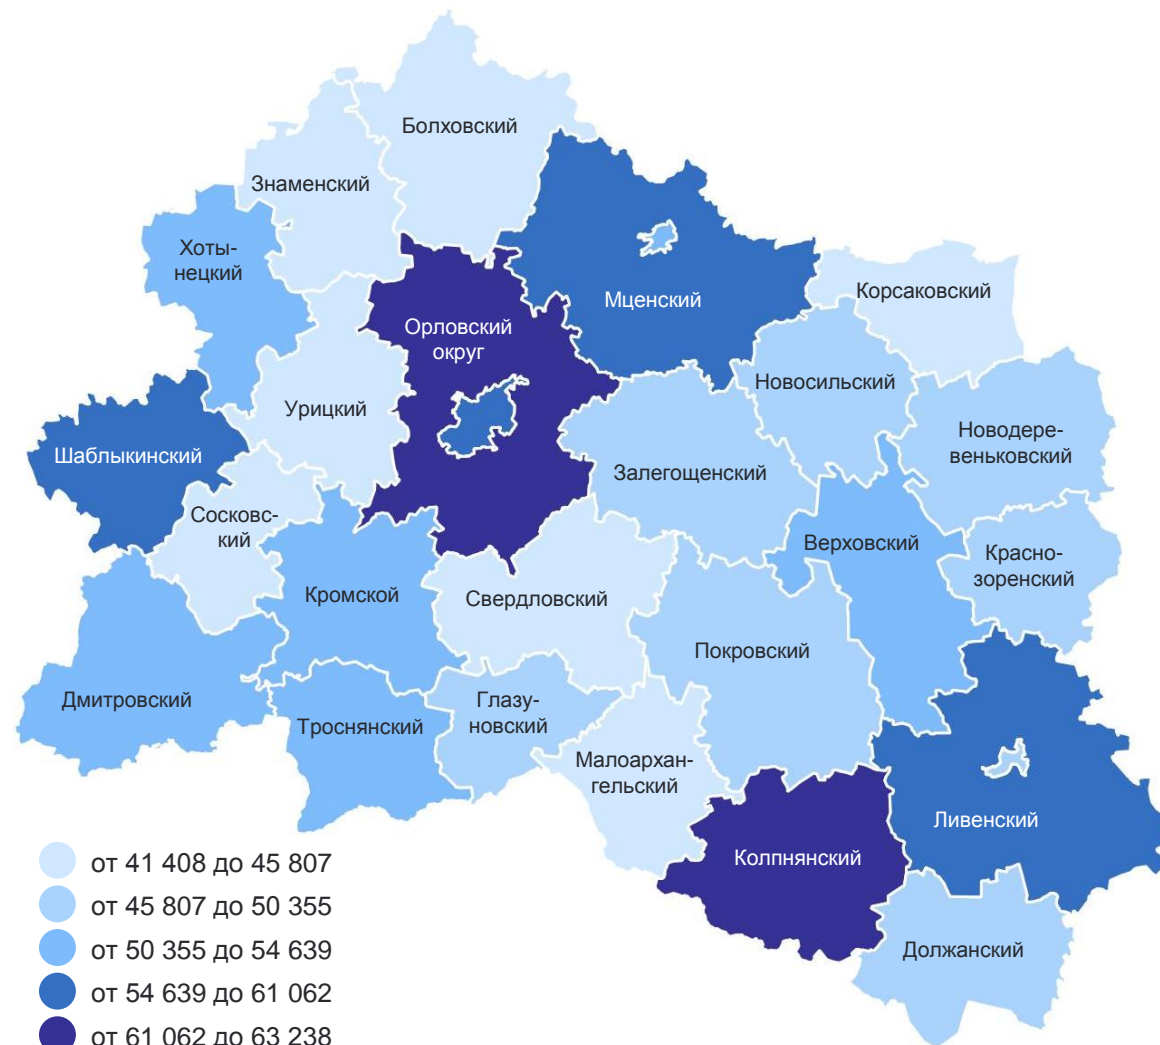 Болховский
Знаменский
Хоты-
нецкий
Корсаковский
Мценский
Орловский
округ
Новосильский
Урицкий
Новодере-
веньковский
Шаблыкинский
Залегощенский
Сосков-
ский
Верховский
Красно-
зоренский
Кромской
Свердловский
Покровский
Дмитровский
Глазу-
новский
Троснянский
Малоархан-
гельский
Ливенский
Колпнянский
Должанский
от 41 408 до 45 807
от 45 807 до 50 355
от 50 355 до 54 639
от 54 639 до 61 062
от 61 062 до 63 238